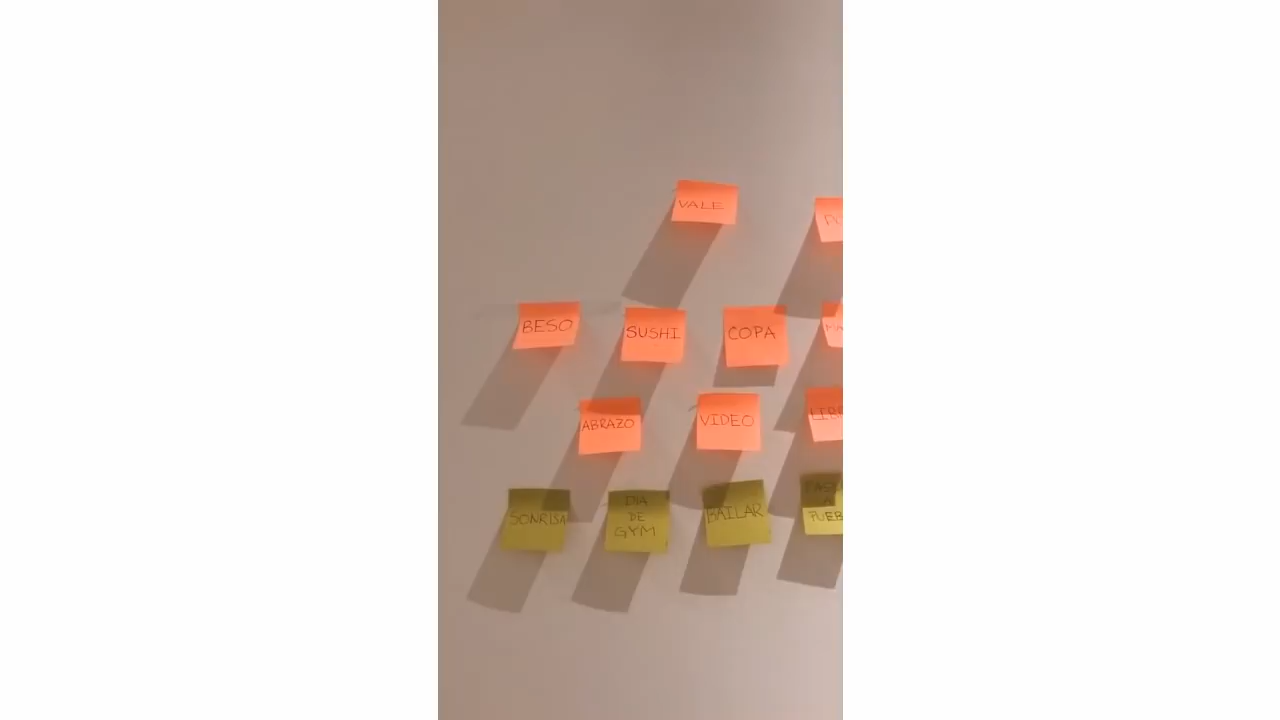 VALE
BESO
SUSHI
COPA
ABRAZO
VIDEO
SONRISA
DIA
DE
GYM
BAILAR
A